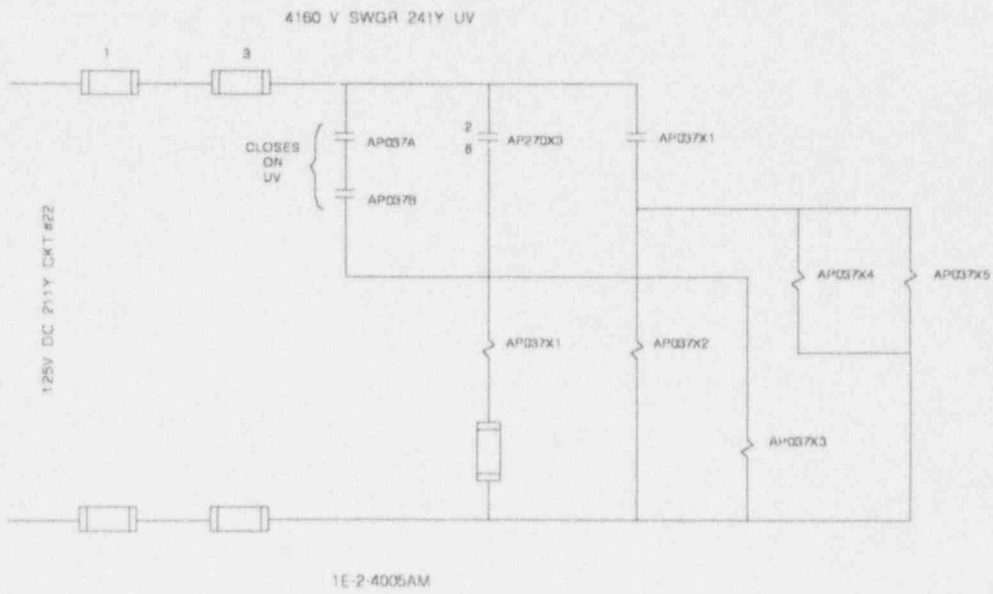 4160 V SWGR 241Y UV
1
3
CLOSES
ON
UV
AP037A
AP037B
2
8
AP270X3
AP037X1
125V DC 211Y CKT #22
AP037X4
AP037X5
AP037X1
AP037X2
AP037X3
1E-2-4005AM